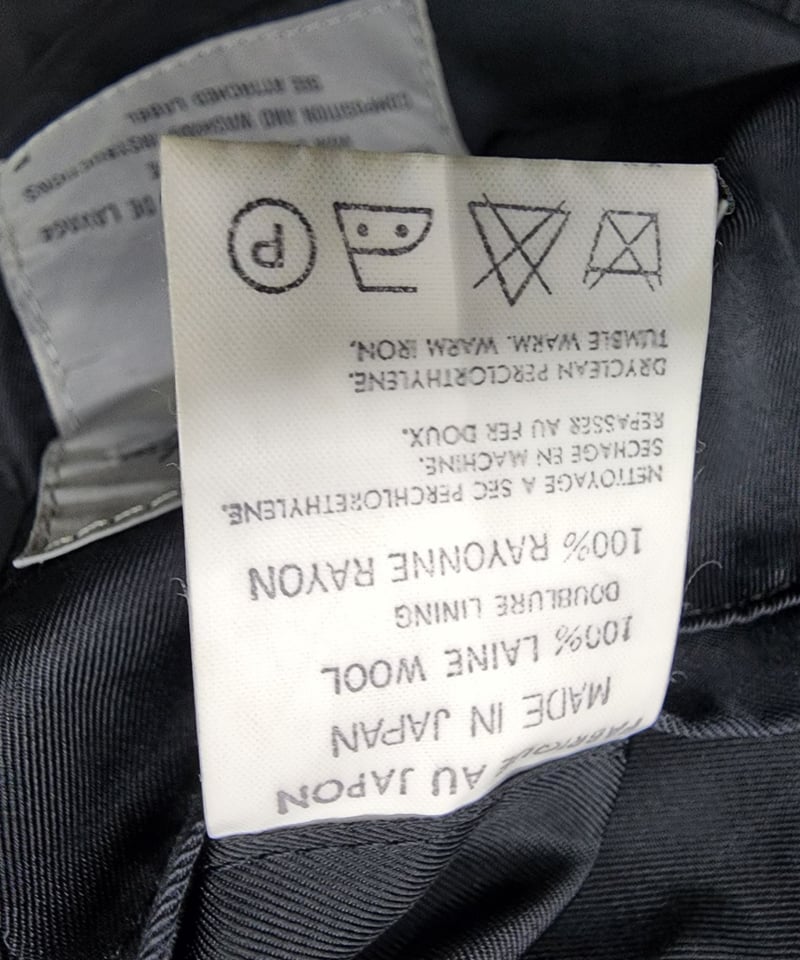 FABRIQUÉ AU JAPON
MADE IN JAPAN
100% LAINE WOOL
DOUBLURE LINING
100% RAYONNE RAYON
NETTOYAGE A SEC PERCHLORETHYLENE.
SECHAGE EN MACHINE.
REPASSER AU FER DOUX.
DRYCLEAN PERCLORTHYLENE.
TUMBLE WARM. WARM IRON.
P
DE LAVAGE
COMPOSITION AND WASHING INSTRUCTIONS
SEE ATTACHED LABEL